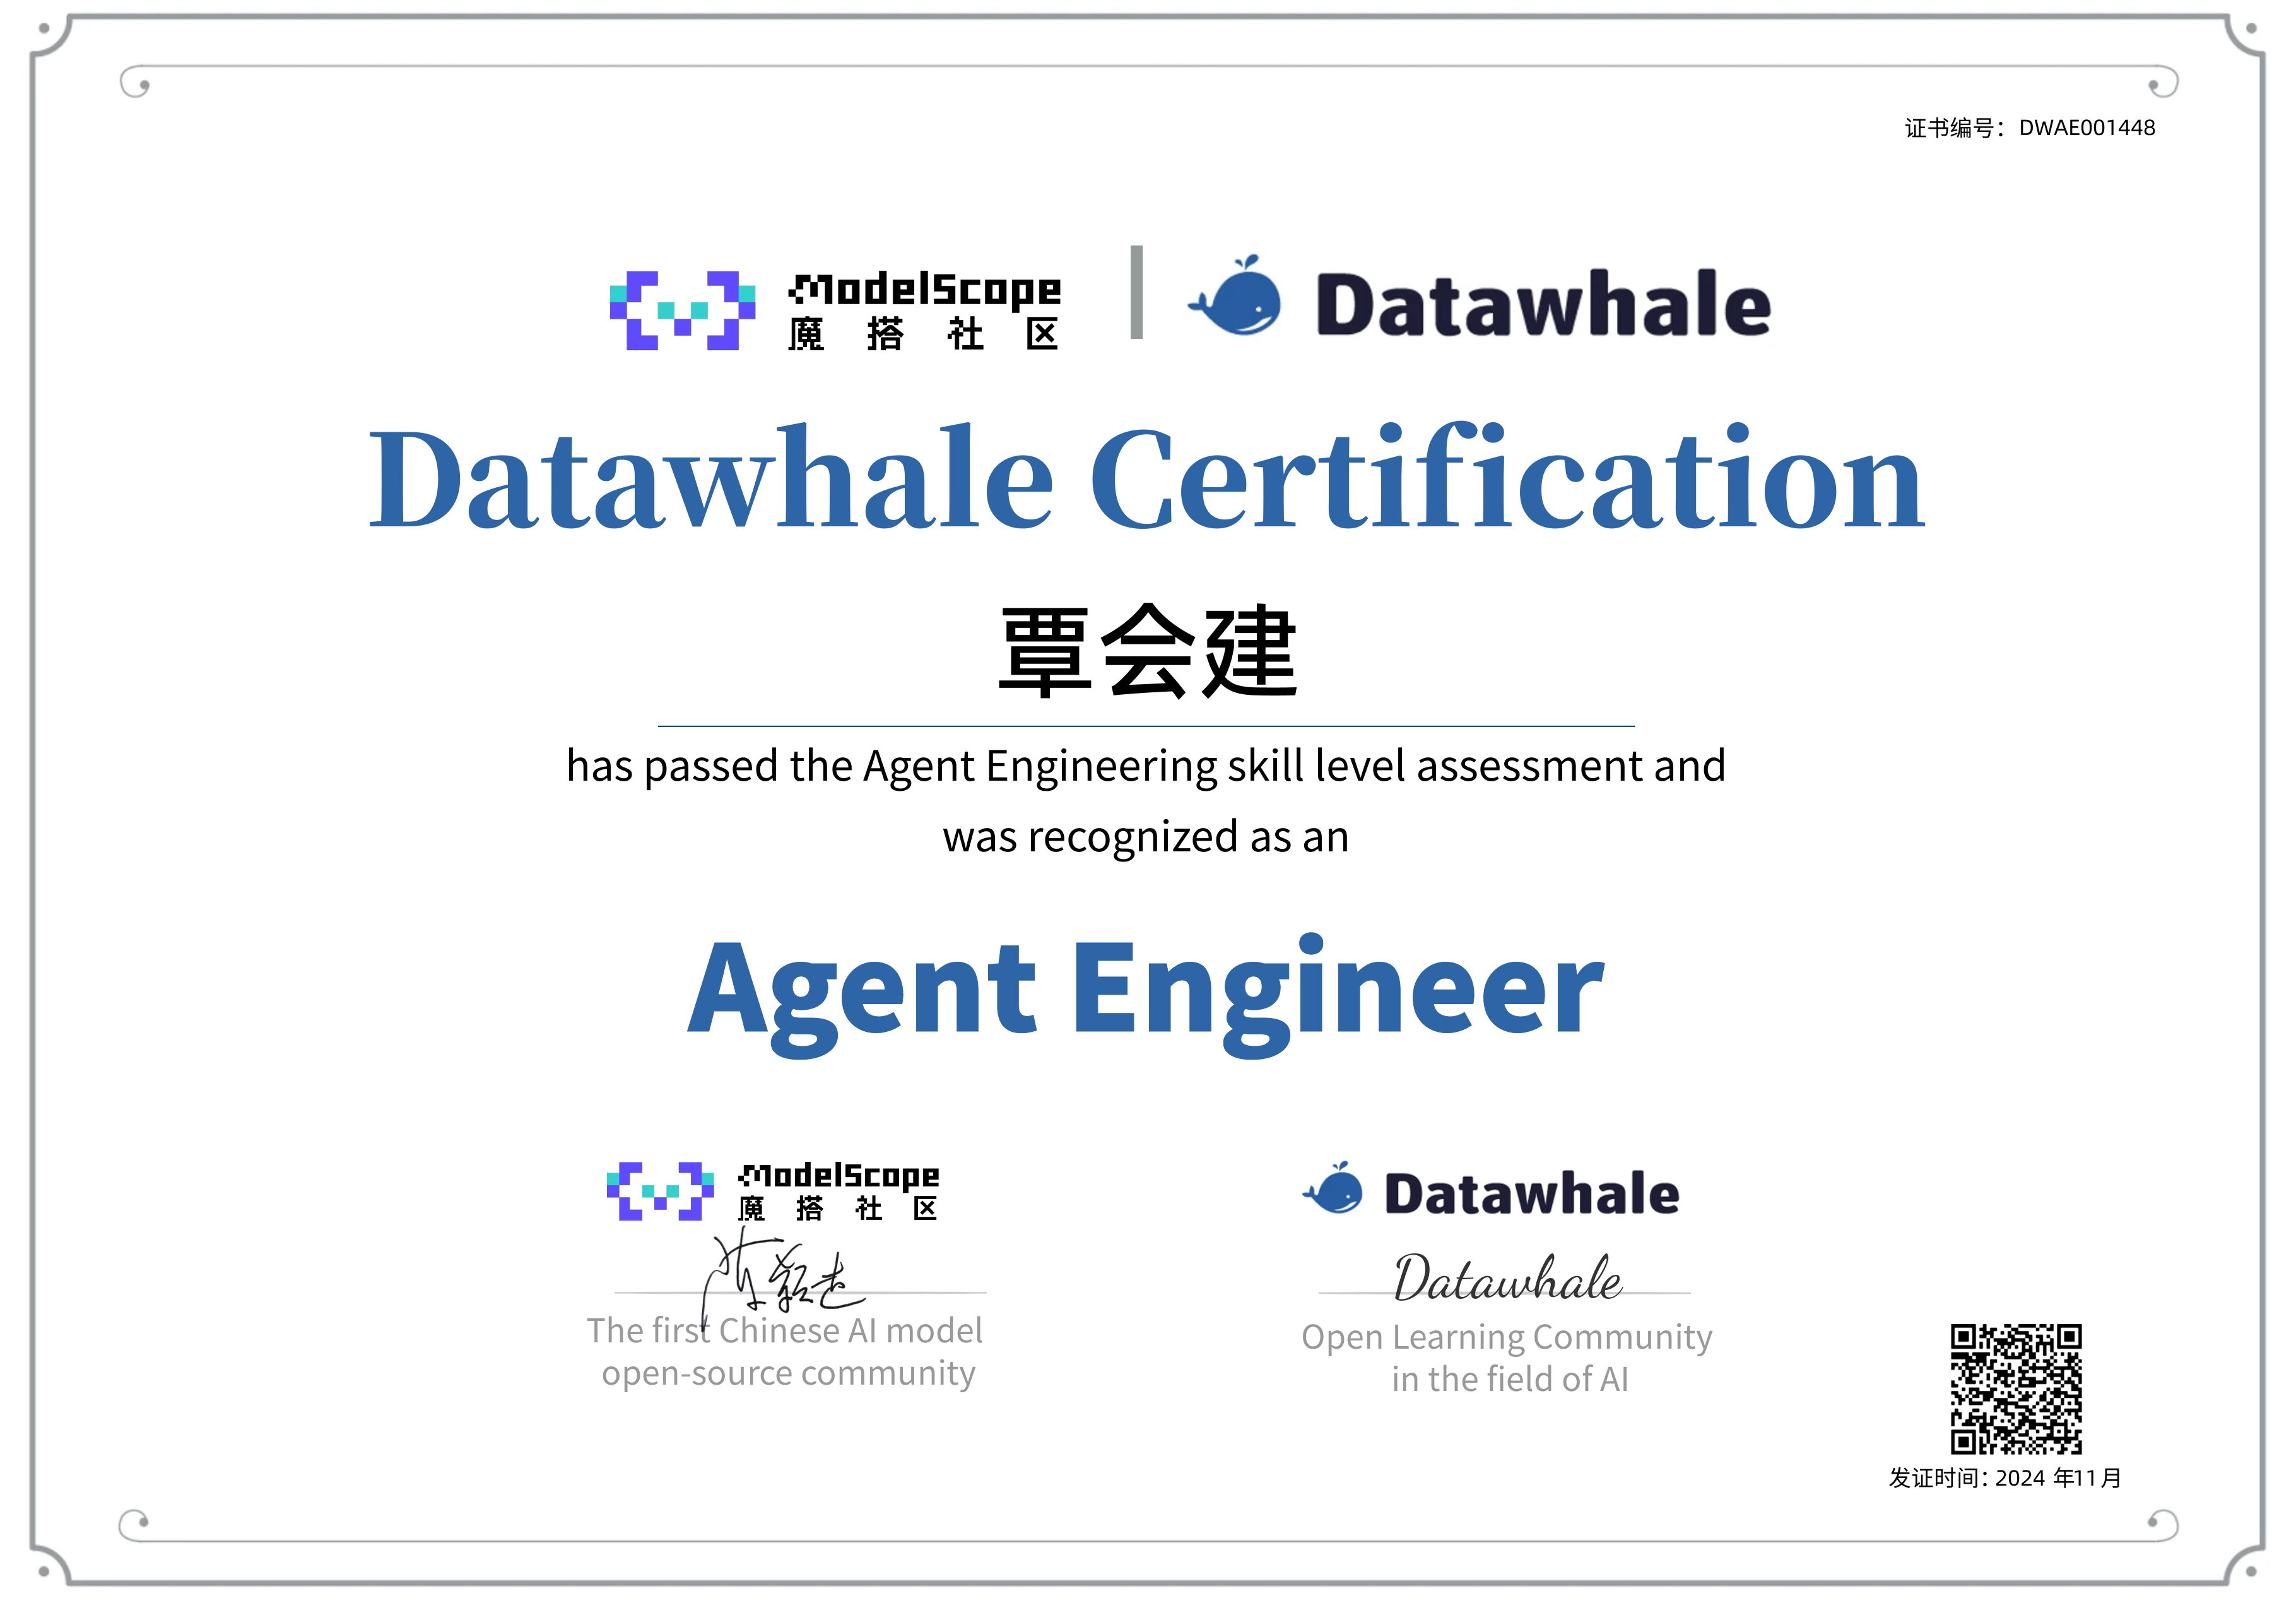 证书编号：DWAE001448
ModelScope
魔搭社区
Datawhale
Datawhale Certification
覃会建
has passed the Agent Engineering skill level assessment and
was recognized as an
Agent Engineer
ModelScope
魔搭社区
Datawhale
Datawhale
The first Chinese AI model
open-source community
Open Learning Community
in the field of AI
发证时间：2024 年11月